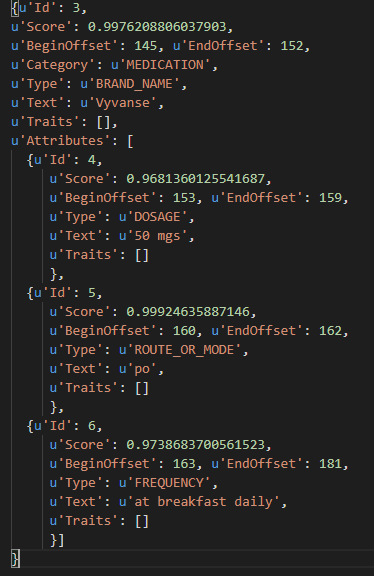 {u'Id': 3,
u'Score': 0.9976208806037903,
u'BeginOffset': 145, u'EndOffset': 152,
u'Category': u'MEDICATION',
u'Type': u'BRAND_NAME',
u'Text': u'Vyvanse',
u'Traits': [],
u'Attributes': [
{u'Id': 4,
u'Score': 0.9681360125541687,
u'BeginOffset': 153, u'EndOffset': 159,
u'Type': u'DOSAGE',
u'Text': u'50 mgs',
u'Traits': []
},
{u'Id': 5,
u'Score': 0.99924635887146,
u'BeginOffset': 160, u'EndOffset': 162,
u'Type': u'ROUTE_OR_MODE',
u'Text': u'po',
u'Traits': []
},
{u'Id': 6,
u'Score': 0.9738683700561523,
u'BeginOffset': 163, u'EndOffset': 181,
u'Type': u'FREQUENCY',
u'Text': u'at breakfast daily',
u'Traits': []
}]
}